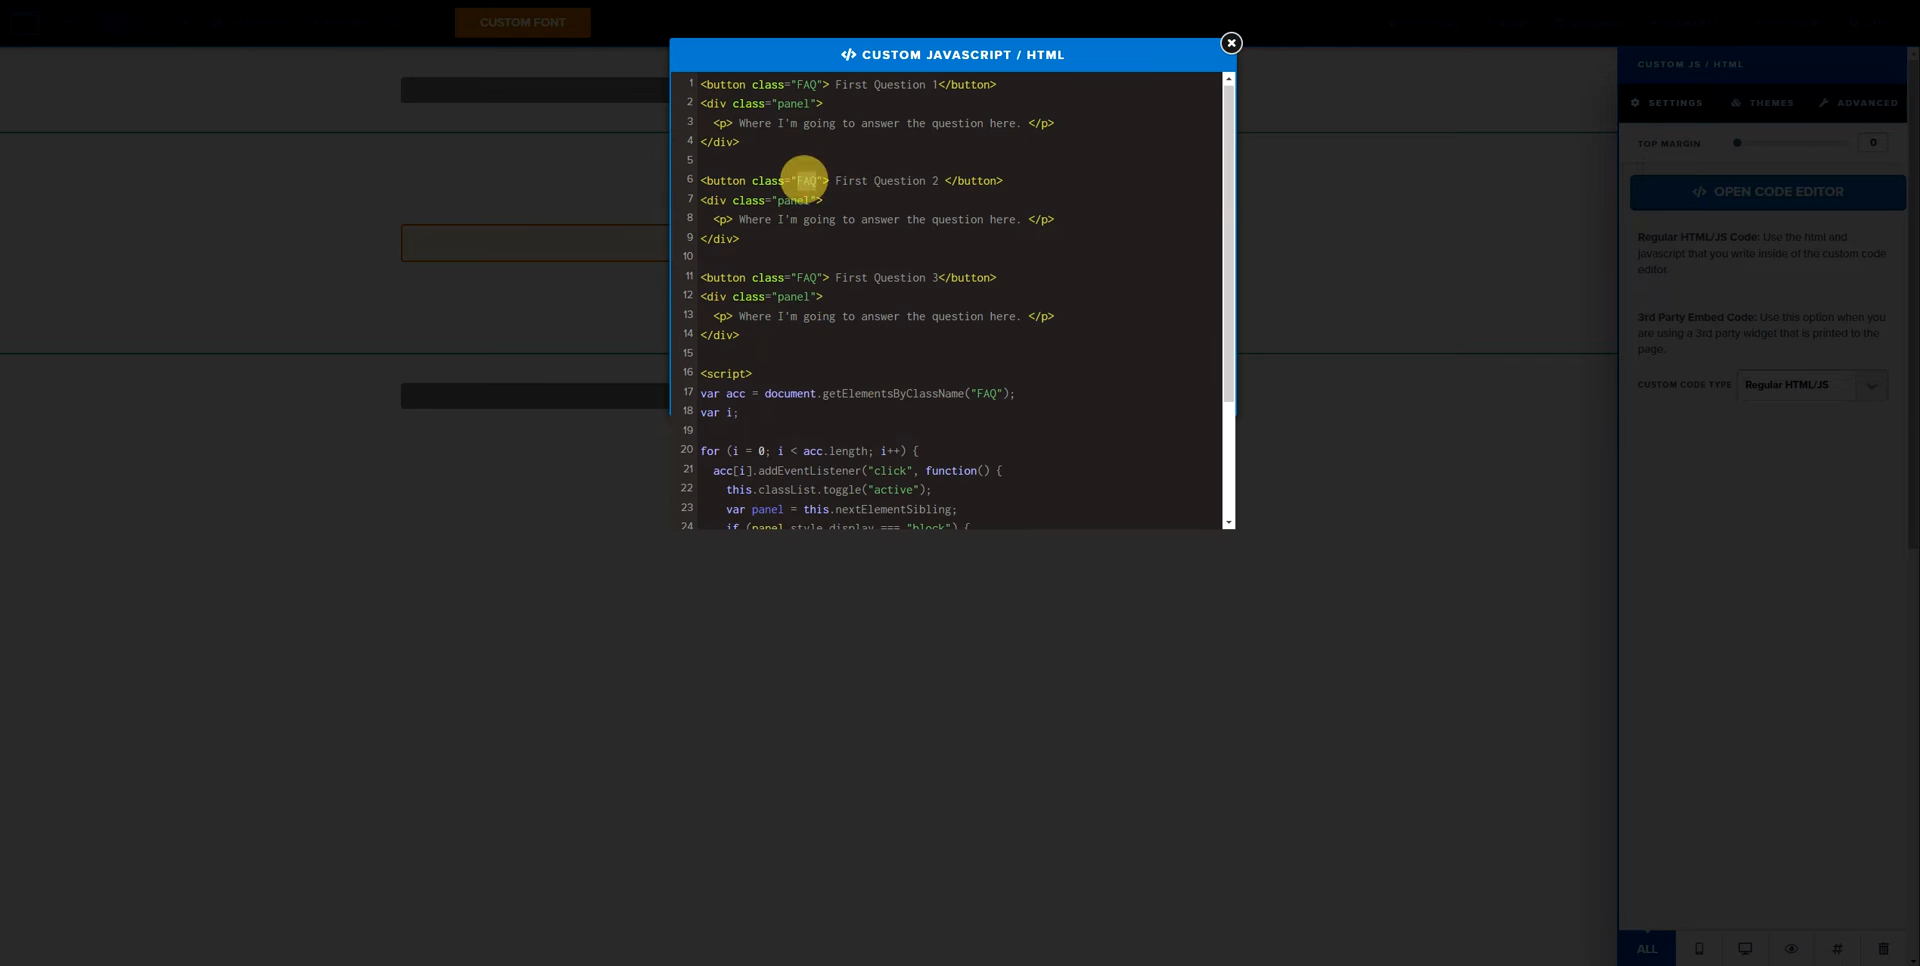 CUSTOM FONT
CUSTOM JAVASCRIPT / HTML
1 <button class="FAQ"> First Question 1</button>
2 <div class="panel">
3 <p> Where I'm going to answer the question here. </p>
4 </div>
5
6 <button class="FAQ"> First Question 2 </button>
7 <div class="panel">
8 <p> Where I'm going to answer the question here. </p>
9 </div>
10
11 <button class="FAQ"> First Question 3</button>
12 <div class="panel">
13 <p> Where I'm going to answer the question here. </p>
14 </div>
15
16 <script>
17 var acc = document.getElementsByClassName("FAQ");
18 var i;
19
20 for (i = 0; i < acc.length; i++) {
21 acc[i].addEventListener("click", function() {
22 this.classList.toggle("active");
23 var panel = this.nextElementSibling;
24 if (panel.style.display === "block") {
CUSTOM JS / HTML
SETTINGS THEMES ADVANCED
TOP MARGIN 0
OPEN CODE EDITOR
Regular HTML/JS Code: Use the html and
javascript that you write inside of the custom code
editor.
3rd Party Embed Code: Use this option when you
are using a 3rd party widget that is printed to the
page.
CUSTOM CODE TYPE Regular HTML/JS
ALL